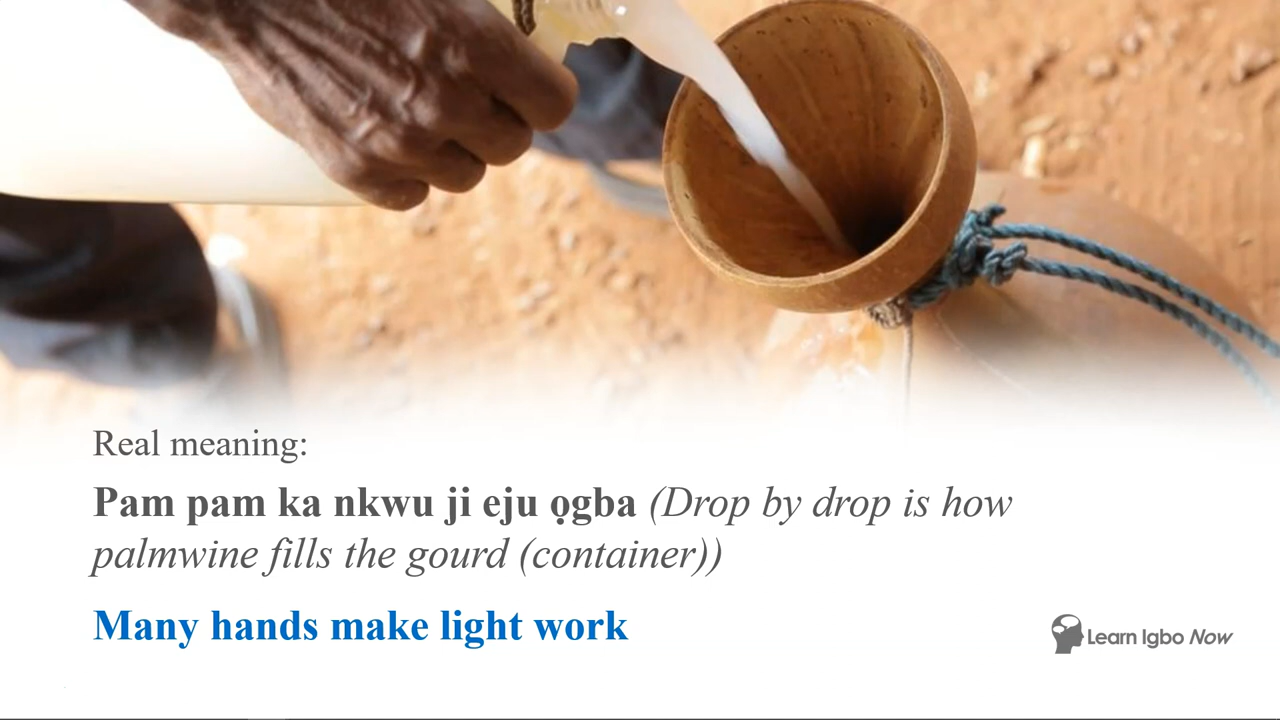 Real meaning:
Pam pam ka nkwu ji eju ọgba (Drop by drop is how
palmwine fills the gourd (container))
Many hands make light work
Learn Igbo Now